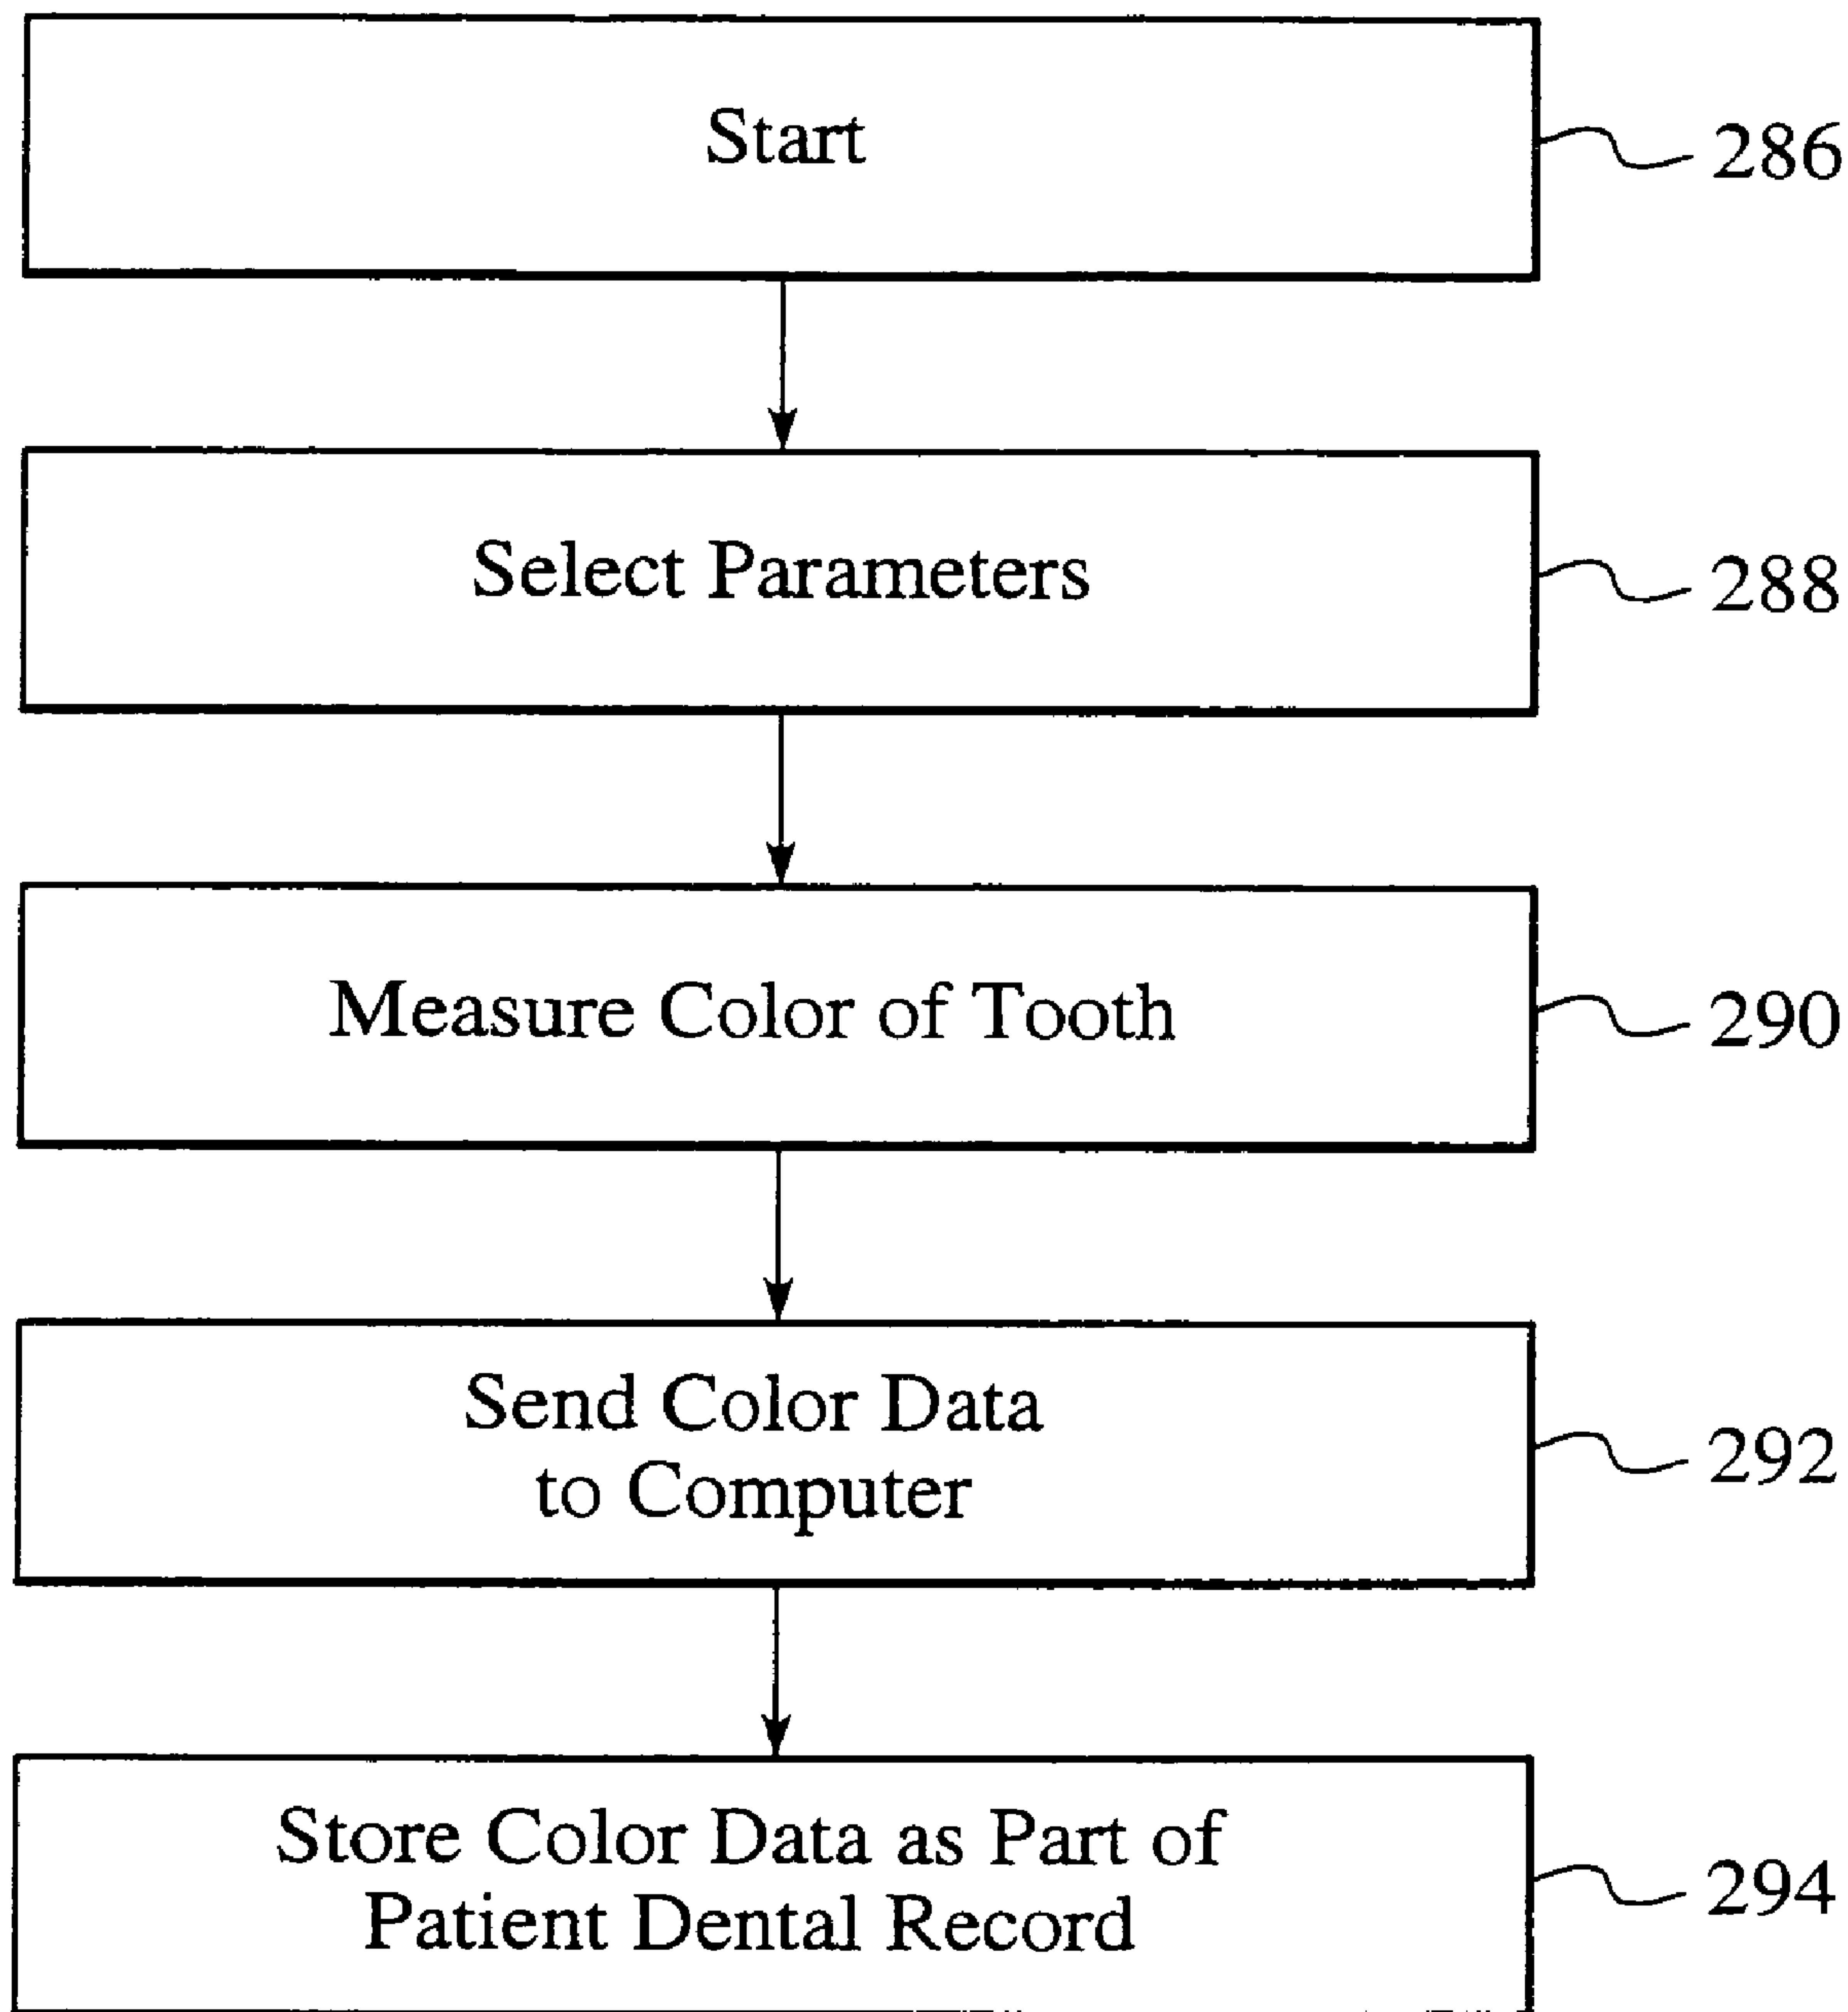 Start
286
Select Parameters
288
Measure Color of Tooth
290
Send Color Data
to Computer
292
Store Color Data as Part of
Patient Dental Record
294